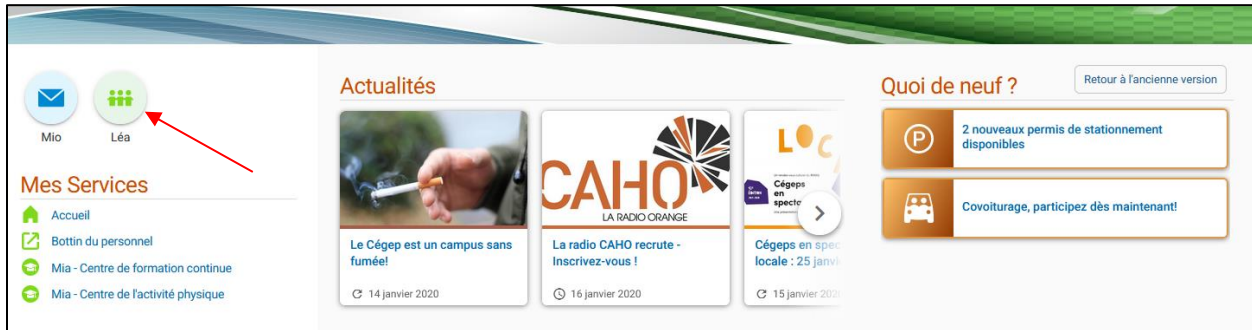 Mio
Léa
Mes Services
Accueil
Bottin du personnel
Mia - Centre de formation continue
Mia - Centre de l'activité physique
Actualités
Le Cégep est un campus sans
fumée!
14 janvier 2020
CAHO
LA RADIO ORANGE
La radio CAHO recrute -
Inscrivez-vous !
16 janvier 2020
LOC
Cégeps
en
Cégeps en spec
locale : 25 janvi
15 janvier 202
Quoi de neuf ?
Retour à l'ancienne version
P
2 nouveaux permis de stationnement
disponibles
Covoiturage, participez dès maintenant!